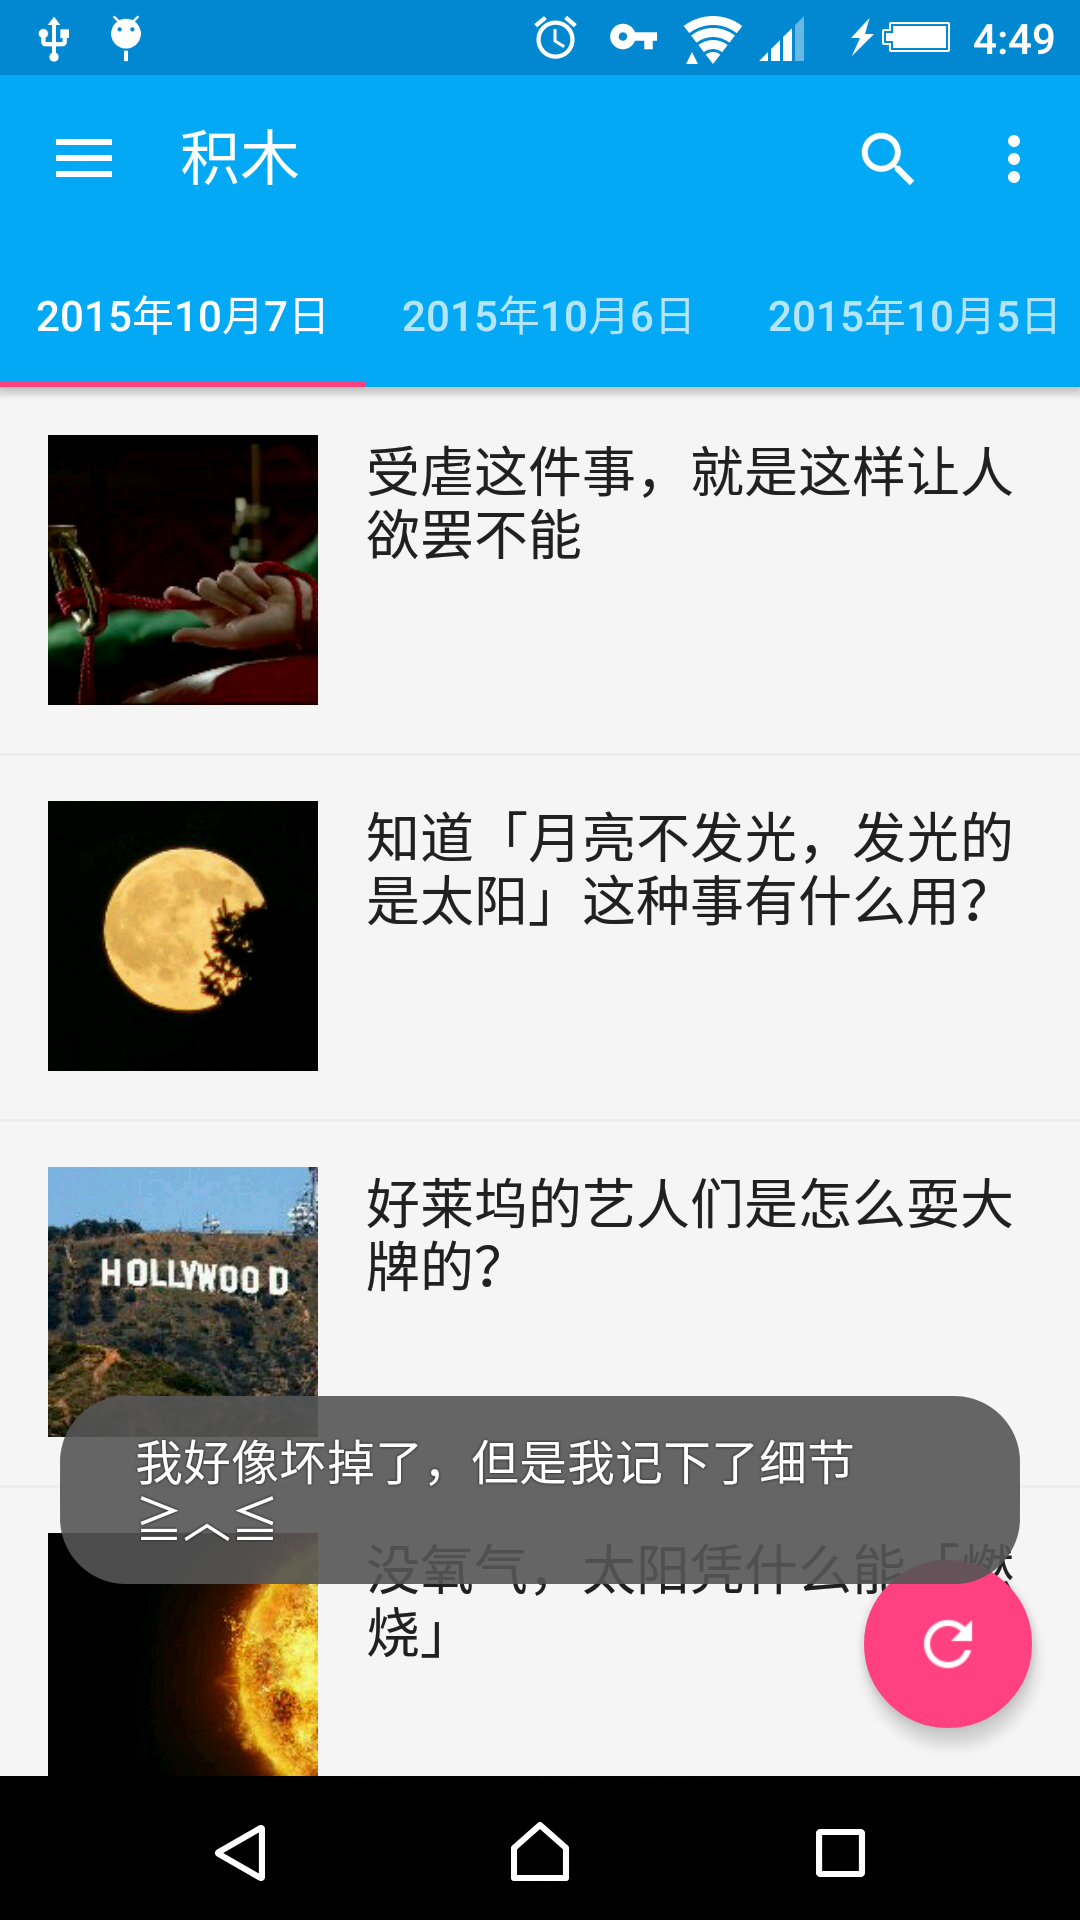 4:49
积木
2015年10月7日 2015年10月6日 2015年10月5日
受虐这件事，就是这样让人
欲罢不能
知道「月亮不发光，发光的
是太阳」这种事有什么用？
好莱坞的艺人们是怎么耍大
牌的？
HOLLYWOOD
我好像坏掉了，但是我记下了细节
≧︿≦
没氧气，太阳凭什么能「燃
烧」